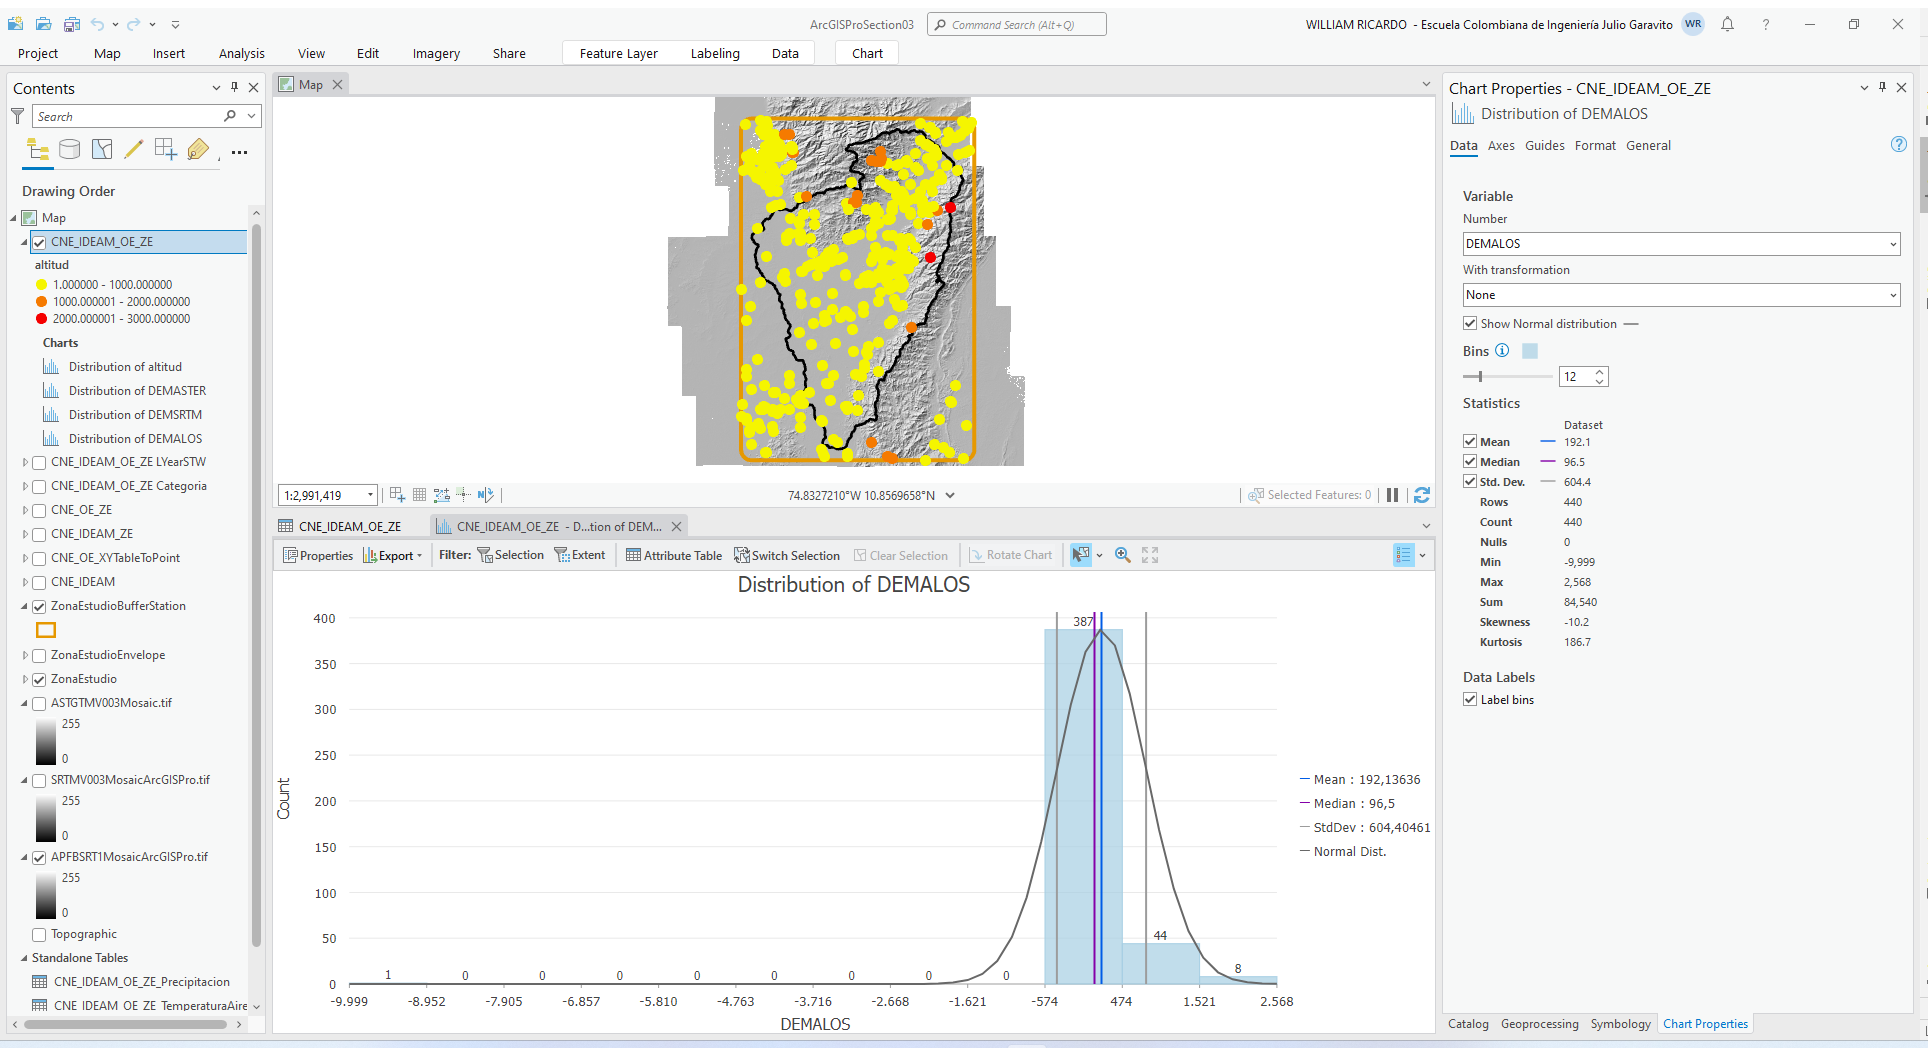 ArcGISProSection03
Command Search (Alt+Q)
WILLIAM RICARDO - Escuela Colombiana de Ingeniería Julio Garavito
WR
?
Project Map Insert Analysis View Edit Imagery Share Feature Layer Labeling Data Chart
Contents
Search
Drawing Order
Map
CNE_IDEAM_OE_ZE
altitud
1.000000 - 1000.000000
1000.000001 - 2000.000000
2000.000001 - 3000.000000
Charts
Distribution of altitud
Distribution of DEMASTER
Distribution of DEMSRTM
Distribution of DEMALOS
CNE_IDEAM_OE_ZE LYearSTW
CNE_IDEAM_OE_ZE Categoria
CNE_OE_ZE
CNE_IDEAM_ZE
CNE_OE_XYTableToPoint
CNE_IDEAM
ZonaEstudioBufferStation
ZonaEstudioEnvelope
ZonaEstudio
ASTGTMV003Mosaic.tif
255
0
SRTMV003MosaicArcGISPro.tif
255
0
APFBSRT1MosaicArcGISPro.tif
255
0
Topographic
Standalone Tables
CNE_IDEAM_OE_ZE_Precipitacion
CNE_IDEAM_OE_ZE_TemperaturaAire
Map
1:2,991,419
74.8327210°W 10.8569658°N
Selected Features: 0
CNE_IDEAM_OE_ZE
CNE_IDEAM_OE_ZE - D...tion of DEM...
Properties Export Filter: Selection Extent Attribute Table Switch Selection Clear Selection Rotate Chart
Distribution of DEMALOS
Count
400
350
300
250
200
150
100
50
0
1 0 0 0 0 0 0 0 0 387 44 8
-9.999 -8.952 -7.905 -6.857 -5.810 -4.763 -3.716 -2.668 -1.621 -574 474 1.521 2.568
DEMALOS
Mean : 192,13636
Median : 96,5
StdDev : 604,40461
Normal Dist.
Chart Properties - CNE_IDEAM_OE_ZE
Distribution of DEMALOS
Data Axes Guides Format General
?
Variable
Number
DEMALOS
With transformation
None
Show Normal distribution
Bins
12
Statistics
Dataset
Mean 192.1
Median 96.5
Std. Dev. 604.4
Rows 440
Count 440
Nulls 0
Min -9,999
Max 2,568
Sum 84,540
Skewness -10.2
Kurtosis 186.7
Data Labels
Label bins
Catalog Geoprocessing Symbology Chart Properties